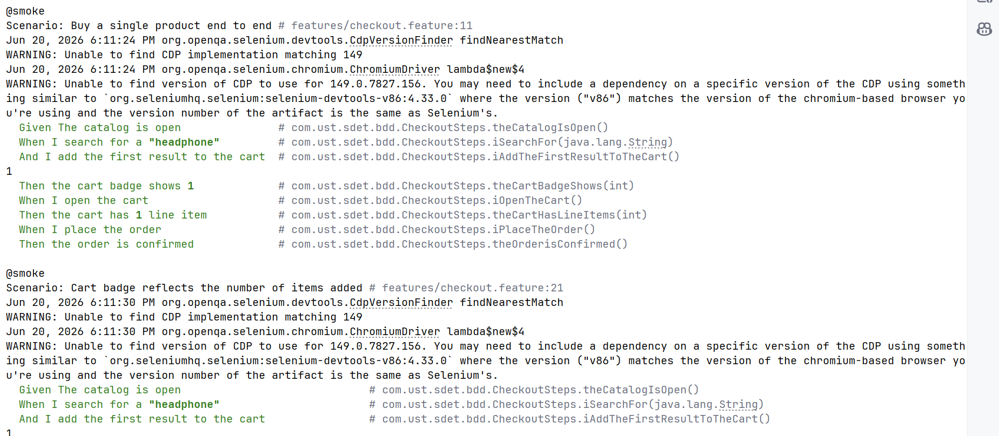 @smoke
Scenario: Buy a single product end to end # features/checkout.feature:11
Jun 20, 2026 6:11:24 PM org.openqa.selenium.devtools.CdpVersionFinder findNearestMatch
WARNING: Unable to find CDP implementation matching 149
Jun 20, 2026 6:11:24 PM org.openqa.selenium.chromium.ChromiumDriver lambda$new$4
WARNING: Unable to find version of CDP to use for 149.0.7827.156. You may need to include a dependency on a specific version of the CDP using someth
ing similar to `org.seleniumhq.selenium:selenium-devtools-v86:4.33.0` where the version ("v86") matches the version of the chromium-based browser yo
u're using and the version number of the artifact is the same as Selenium's.
  Given The catalog is open               # com.ust.sdet.bdd.CheckoutSteps.theCatalogIsOpen()
  When I search for a "headphone"         # com.ust.sdet.bdd.CheckoutSteps.iSearchFor(java.lang.String)
  And I add the first result to the cart  # com.ust.sdet.bdd.CheckoutSteps.iAddTheFirstResultToTheCart()
1
  Then the cart badge shows 1             # com.ust.sdet.bdd.CheckoutSteps.theCartBadgeShows(int)
  When I open the cart                    # com.ust.sdet.bdd.CheckoutSteps.iOpenTheCart()
  Then the cart has 1 line item           # com.ust.sdet.bdd.CheckoutSteps.theCartHasLineItems(int)
  When I place the order                  # com.ust.sdet.bdd.CheckoutSteps.iPlaceTheOrder()
  Then the order is confirmed             # com.ust.sdet.bdd.CheckoutSteps.theOrderisConfirmed()

@smoke
Scenario: Cart badge reflects the number of items added # features/checkout.feature:21
Jun 20, 2026 6:11:30 PM org.openqa.selenium.devtools.CdpVersionFinder findNearestMatch
WARNING: Unable to find CDP implementation matching 149
Jun 20, 2026 6:11:30 PM org.openqa.selenium.chromium.ChromiumDriver lambda$new$4
WARNING: Unable to find version of CDP to use for 149.0.7827.156. You may need to include a dependency on a specific version of the CDP using someth
ing similar to `org.seleniumhq.selenium:selenium-devtools-v86:4.33.0` where the version ("v86") matches the version of the chromium-based browser yo
u're using and the version number of the artifact is the same as Selenium's.
  Given The catalog is open                             # com.ust.sdet.bdd.CheckoutSteps.theCatalogIsOpen()
  When I search for a "headphone"                       # com.ust.sdet.bdd.CheckoutSteps.iSearchFor(java.lang.String)
  And I add the first result to the cart                # com.ust.sdet.bdd.CheckoutSteps.iAddTheFirstResultToTheCart()
1